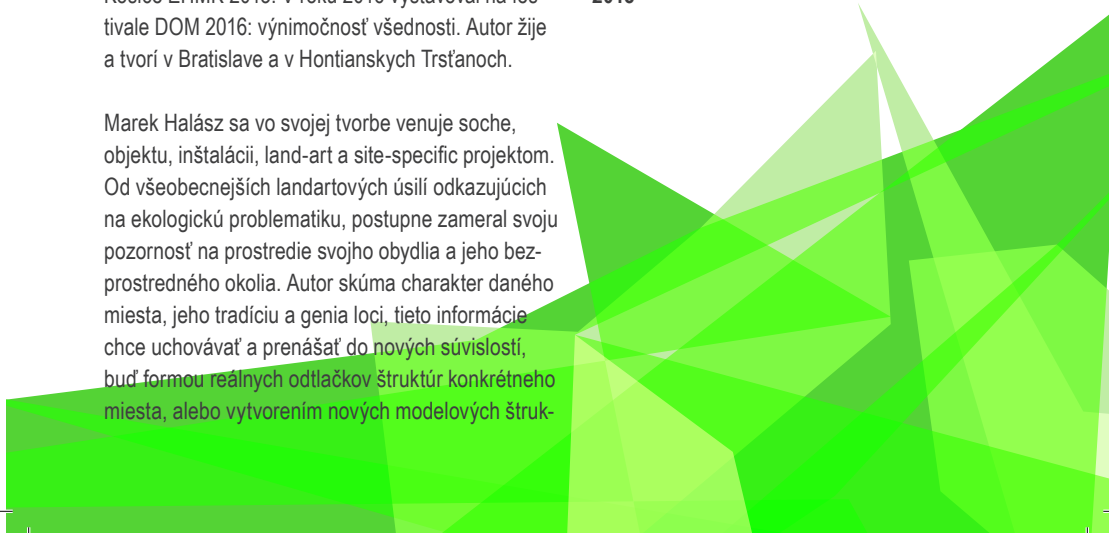 tivale DOM 2016: výnimočnosť všednosti. Autor žije
a tvorí v Bratislave a v Hontianskych Trsťanoch.
Marek Halász sa vo svojej tvorbe venuje soche,
objektu, inštalácii, land-art a site-specific projektom.
Od všeobecnejších landartových úsilí odkazujúcich
na ekologickú problematiku, postupne zameral svoju
pozornosť na prostredie svojho obydlia a jeho bez-
prostredného okolia. Autor skúma charakter daného
miesta, jeho tradíciu a genia loci, tieto informácie
chce uchovávať a prenášať do nových súvislostí,
buď formou reálnych odtlačkov štruktúr konkrétneho
miesta, alebo vytvorením nových modelových štruk-